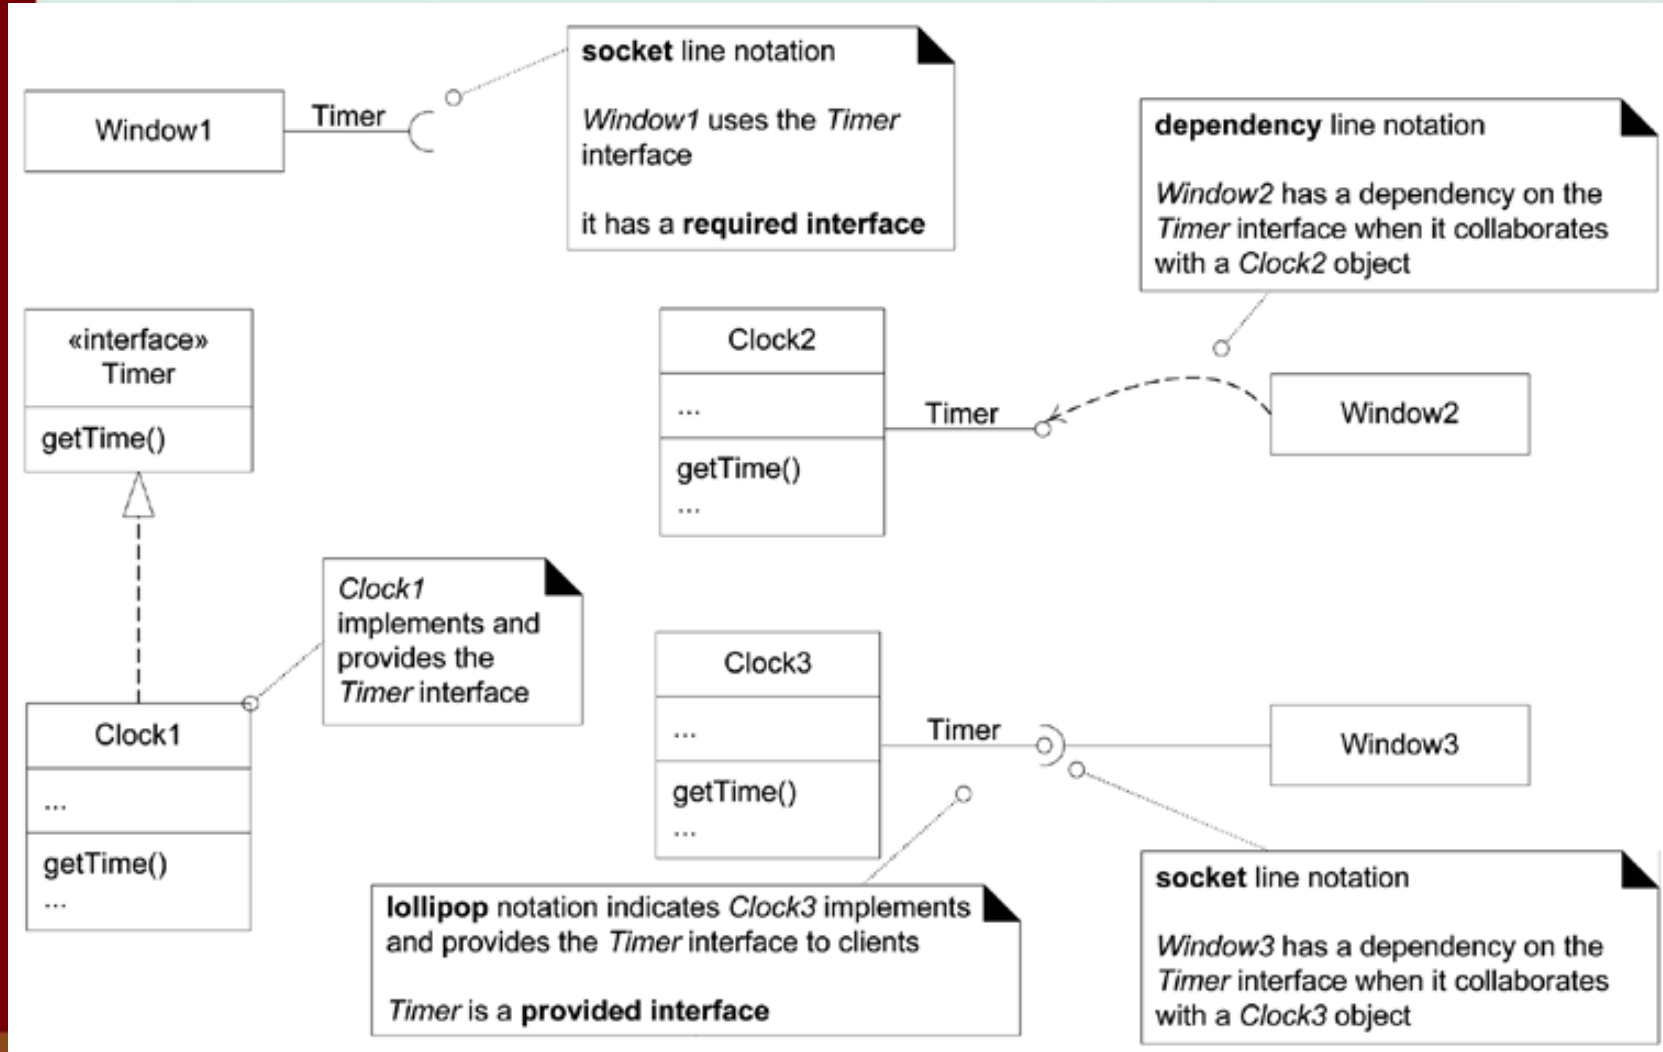 socket line notation
Window1 uses the Timer
interface
it has a required interface
Window1
Timer
dependency line notation
Window2 has a dependency on the
Timer interface when it collaborates
with a Clock2 object
«interface»
Timer
getTime()
Clock2
...
getTime()
...
Timer
Window2
Clock1
implements and
provides the
Timer interface
Clock1
...
getTime()
...
Clock3
...
getTime()
...
Timer
Window3
lollipop notation indicates Clock3 implements
and provides the Timer interface to clients
Timer is a provided interface
socket line notation
Window3 has a dependency on the
Timer interface when it collaborates
with a Clock3 object